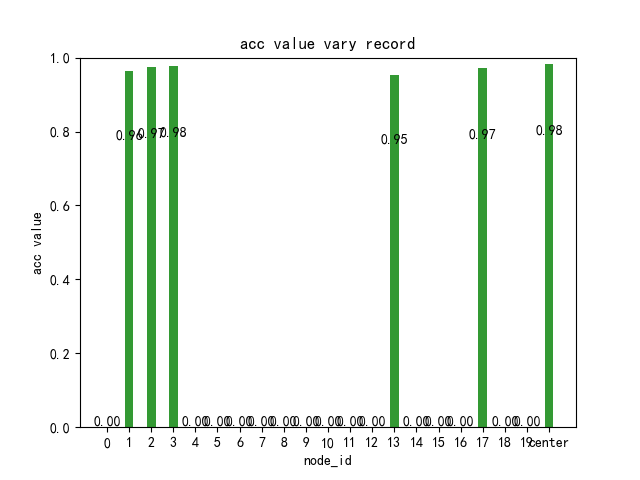 acc value vary record
1.0
0.8
0.6
0.4
0.2
0.0
acc value
0.96 0.97 0.98 0.95 0.97 0.98
0.00 0.00 0.00 0.00 0.00 0.00 0.00 0.00 0.00 0.00 0.00 0.00 0.00 0.00 0.00
0 1 2 3 4 5 6 7 8 9 10 11 12 13 14 15 16 17 18 19 center
node_id